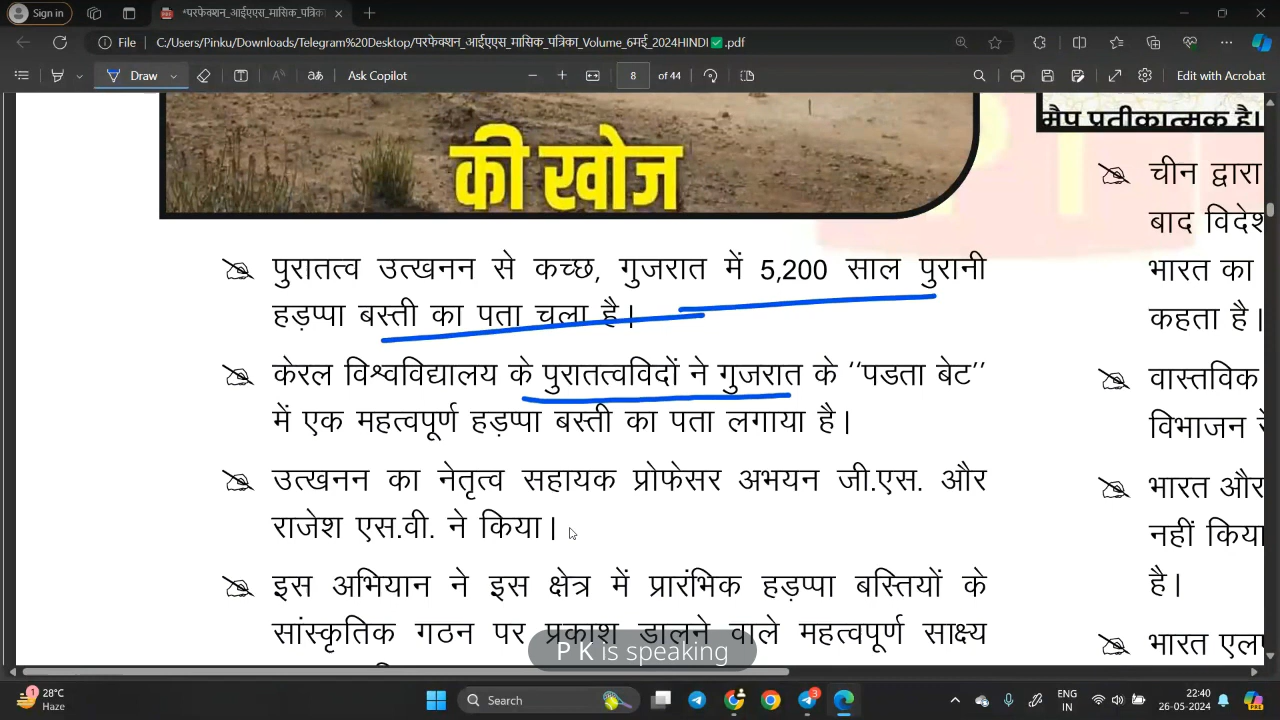 Sign in
*परफेक्शन_आईएएस_मासिक_पत्रिका
File C:/Users/Pinku/Downloads/Telegram%20Desktop/परफेक्शन_आईएएस_मासिक_पत्रिका_Volume_6मई_2024HINDI✅.pdf
Draw
Ask Copilot
8 of 44
Edit with Acrobat
की खोज
पुरातत्व उत्खनन से कच्छ, गुजरात में 5,200 साल पुरानी
हड़प्पा बस्ती का पता चला है।
केरल विश्वविद्यालय के पुरातत्वविदों ने गुजरात के ‘‘पडता बेट’’
में एक महत्वपूर्ण हड़प्पा बस्ती का पता लगाया है।
उत्खनन का नेतृत्व सहायक प्रोफेसर अभयन जी.एस. और
राजेश एस.वी. ने किया।
इस अभियान ने इस क्षेत्र में प्रारंभिक हड़प्पा बस्तियों के
सांस्कृतिक गठन पर प्रकाश डालने वाले महत्वपूर्ण साक्ष्य
मैप प्रतीकात्मक है।
चीन द्वारा
बाद विदेश
भारत का
कहता है।
वास्तविक
विभाजन
भारत और
नहीं किया
है।
भारत
P K is speaking
1
28°C
Haze
Search
3
ENG
IN
22:40
26-05-2024